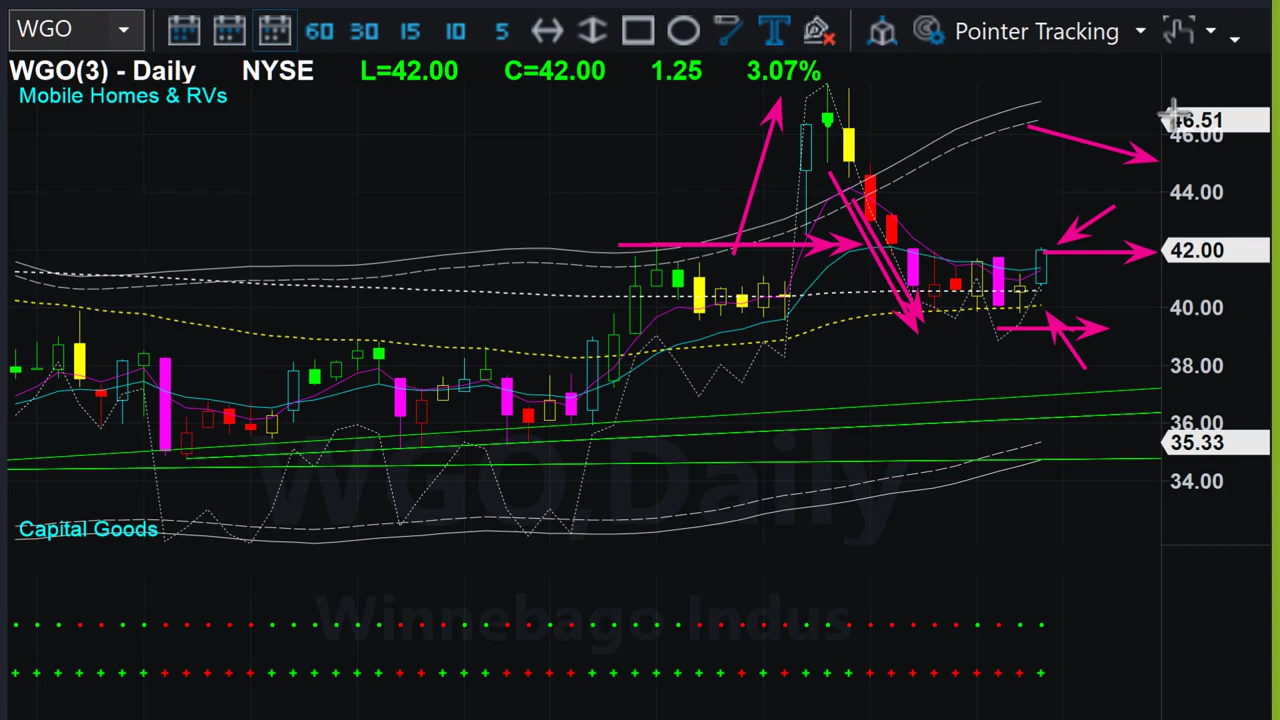 WGO
60 30 15 10 5 T Pointer Tracking
WGO(3) - Daily NYSE L=42.00 C=42.00 1.25 3.07%
Mobile Homes & RVs
46.51
46.00
44.00
42.00
40.00
38.00
36.00
35.33
34.00
WGO,Daily
Capital Goods
Winnebago Indus